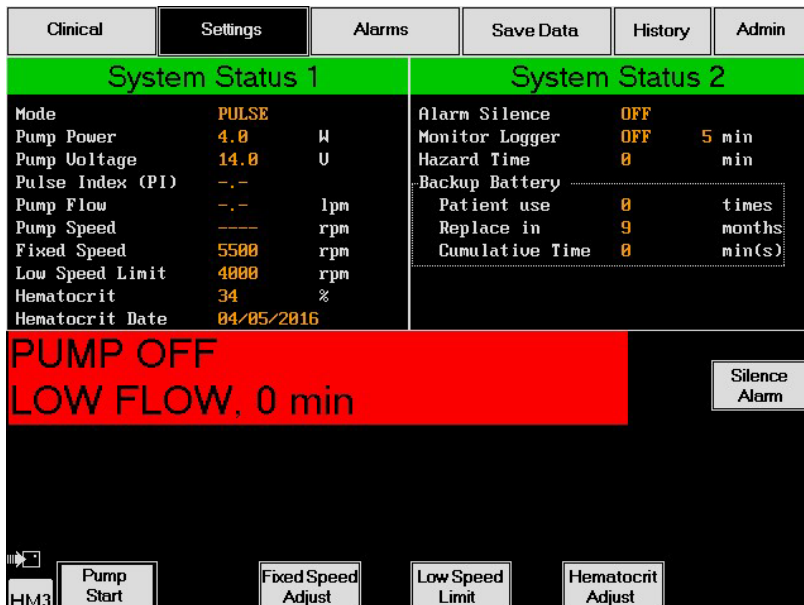 Clinical Settings Alarms Save Data History Admin
System Status 1
Mode PULSE
Pump Power 4.0 W
Pump Voltage 14.0 V
Pulse Index (PI) -.-
Pump Flow -.- lpm
Pump Speed ---- rpm
Fixed Speed 5500 rpm
Low Speed Limit 4000 rpm
Hematocrit 34 %
Hematocrit Date 04/05/2016
System Status 2
Alarm Silence OFF
Monitor Logger OFF 5 min
Hazard Time 0 min
Backup Battery
Patient use 0 times
Replace in 9 months
Cumulative Time 0 min(s)
PUMP OFF
LOW FLOW, 0 min
Silence
Alarm
HM3
Pump
Start
Fixed Speed
Adjust
Low Speed
Limit
Hematocrit
Adjust